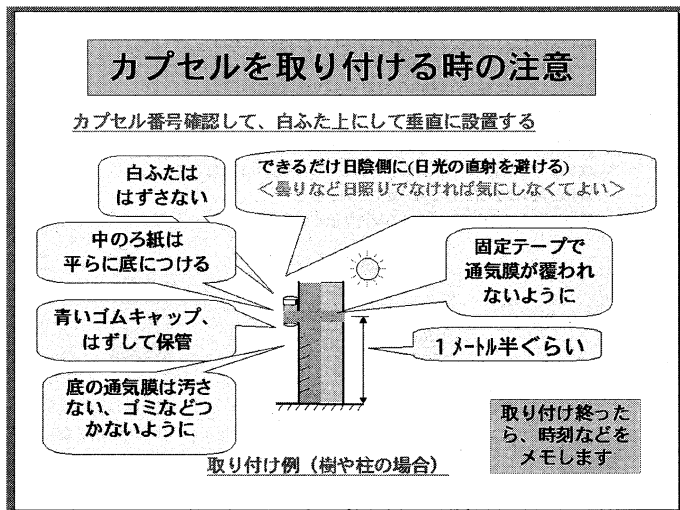 カプセルを取り付ける時の注意
カプセル番号確認して、白ふた上にして垂直に設置する
白ふたは
はずさない
できるだけ日陰側に(日光の直射を避ける)
＜曇りなど日照りでなければ気にしなくてよい＞
中のろ紙は
平らに底につける
固定テープで
通気膜が覆われ
ないように
青いゴムキャップ、
はずして保管
1 メートル半ぐらい
底の通気膜は汚さ
ない、ゴミなどつ
かないように
取り付け終った
ら、時刻などを
メモします
取り付け例（樹や柱の場合）